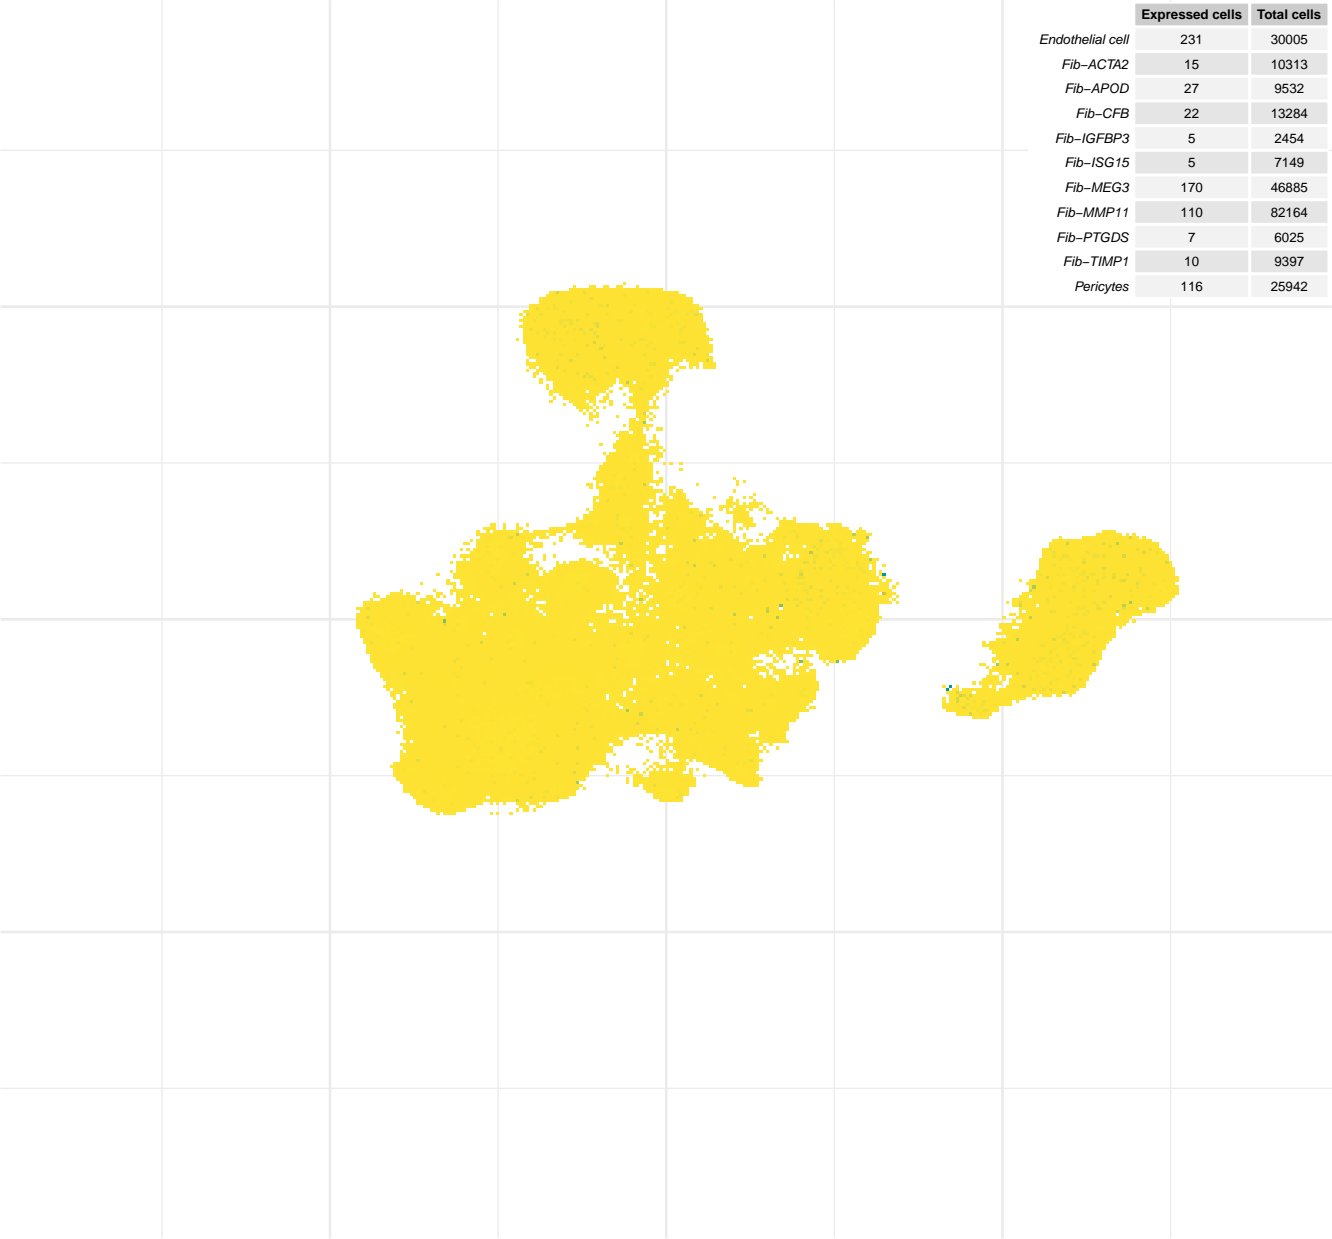 Expressed cells Total cells
Endothelial cell 231 30005
Fib–ACTA2 15 10313
Fib–APOD 27 9532
Fib–CFB 22 13284
Fib–IGFBP3 5 2454
Fib–ISG15 5 7149
Fib–MEG3 170 46885
Fib–MMP11 110 82164
Fib–PTGDS 7 6025
Fib–TIMP1 10 9397
Pericytes 116 25942